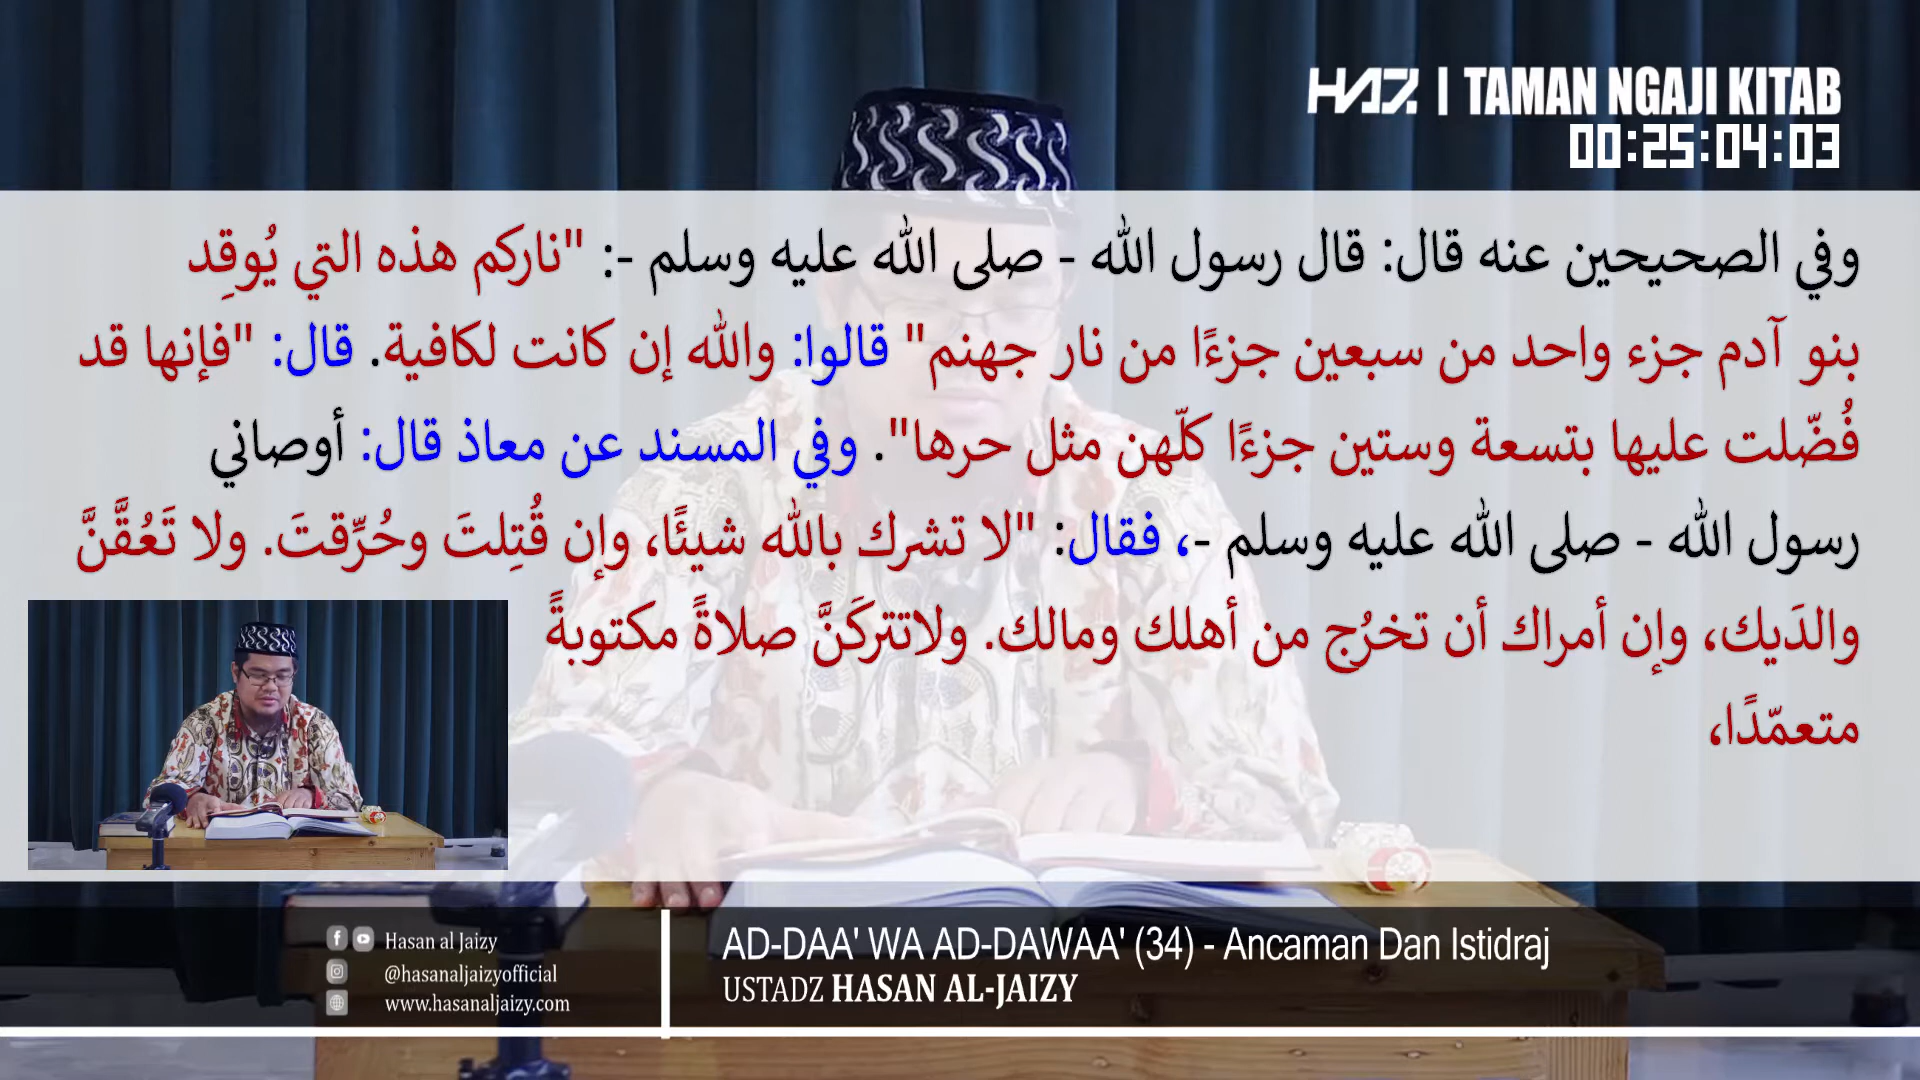 HAZ | TAMAN NGAJI KITAB
00:25:04:03
وفي الصحيحين عنه قال: قال رسول الله - صلى الله عليه وسلم -: "ناركم هذه التي يُوقِد
بنو آدم جزء واحد من سبعين جزءًا من نار جهنم" قالوا: والله إن كانت لكافية. قال: "فإنها قد
فُضّلت عليها بتسعة وستين جزءًا كلّهن مثل حرها". وفي المسند عن معاذ قال: أوصاني
رسول الله - صلى الله عليه وسلم -، فقال: "لا تشرك بالله شيئًا، وإن قُتِلتَ وحُرِّقتَ. ولا تَعُقَّنَّ
والدَيك، وإن أمراك أن تخرُج من أهلك ومالك. ولاتتركَنَّ صلاةً مكتوبةً
متعمّدًا،
Hasan al Jaizy
@hasanaljaizyofficial
www.hasanaljaizy.com
AD-DAA' WA AD-DAWAA' (34) - Ancaman Dan Istidraj
USTADZ HASAN AL-JAIZY